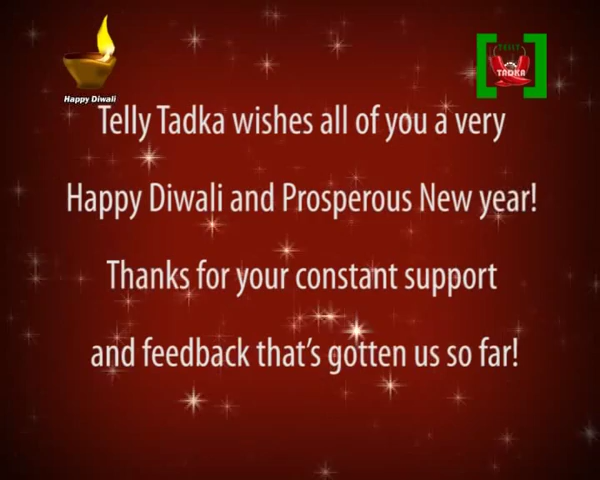 TELLY
TADKA
Happy Diwali
Telly Tadka wishes all of you a very
Happy Diwali and Prosperous New year!
Thanks for your constant support
and feedback that's gotten us so far!